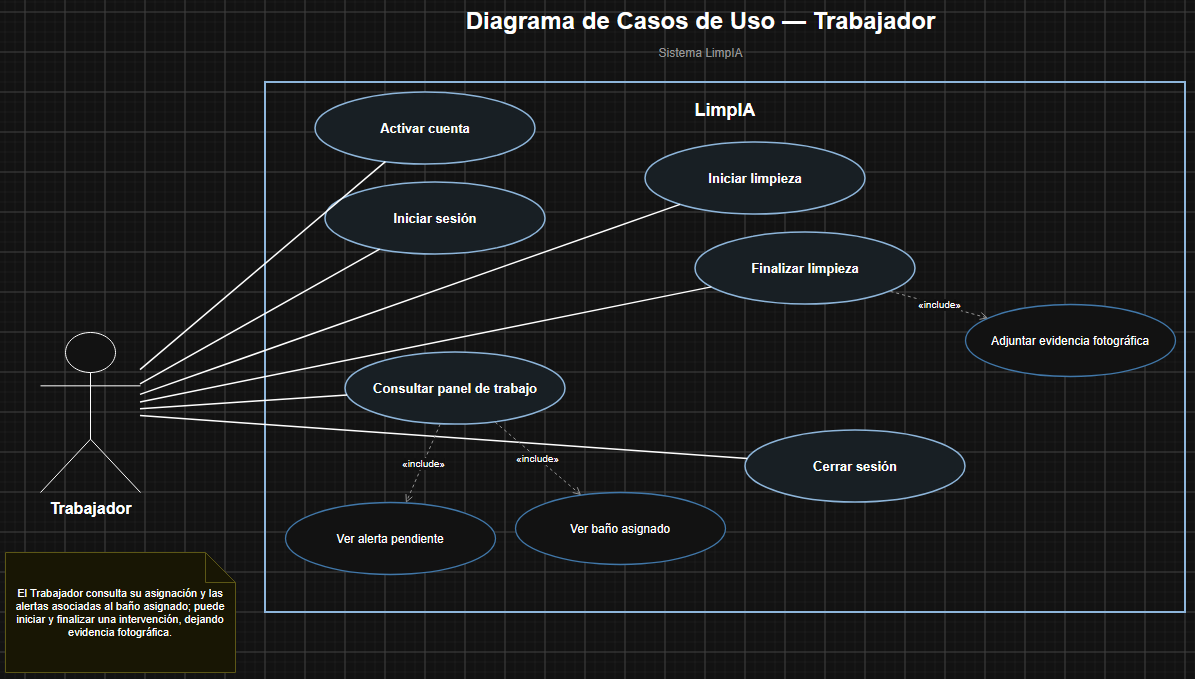 Diagrama de Casos de Uso — Trabajador
Sistema LimpIA
LimpIA
Activar cuenta
Iniciar limpieza
Iniciar sesión
Finalizar limpieza
«include»
Adjuntar evidencia fotográfica
Consultar panel de trabajo
«include»
«include»
Cerrar sesión
Trabajador
Ver alerta pendiente
Ver baño asignado
El Trabajador consulta su asignación y las
alertas asociadas al baño asignado; puede
iniciar y finalizar una intervención, dejando
evidencia fotográfica.